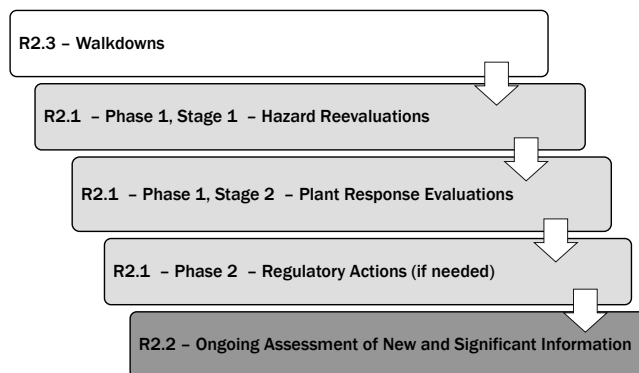 R2.3 – Walkdowns
R2.1 – Phase 1, Stage 1 – Hazard Reevaluations
R2.1 – Phase 1, Stage 2 – Plant Response Evaluations
R2.1 – Phase 2 – Regulatory Actions (if needed)
R2.2 – Ongoing Assessment of New and Significant Information